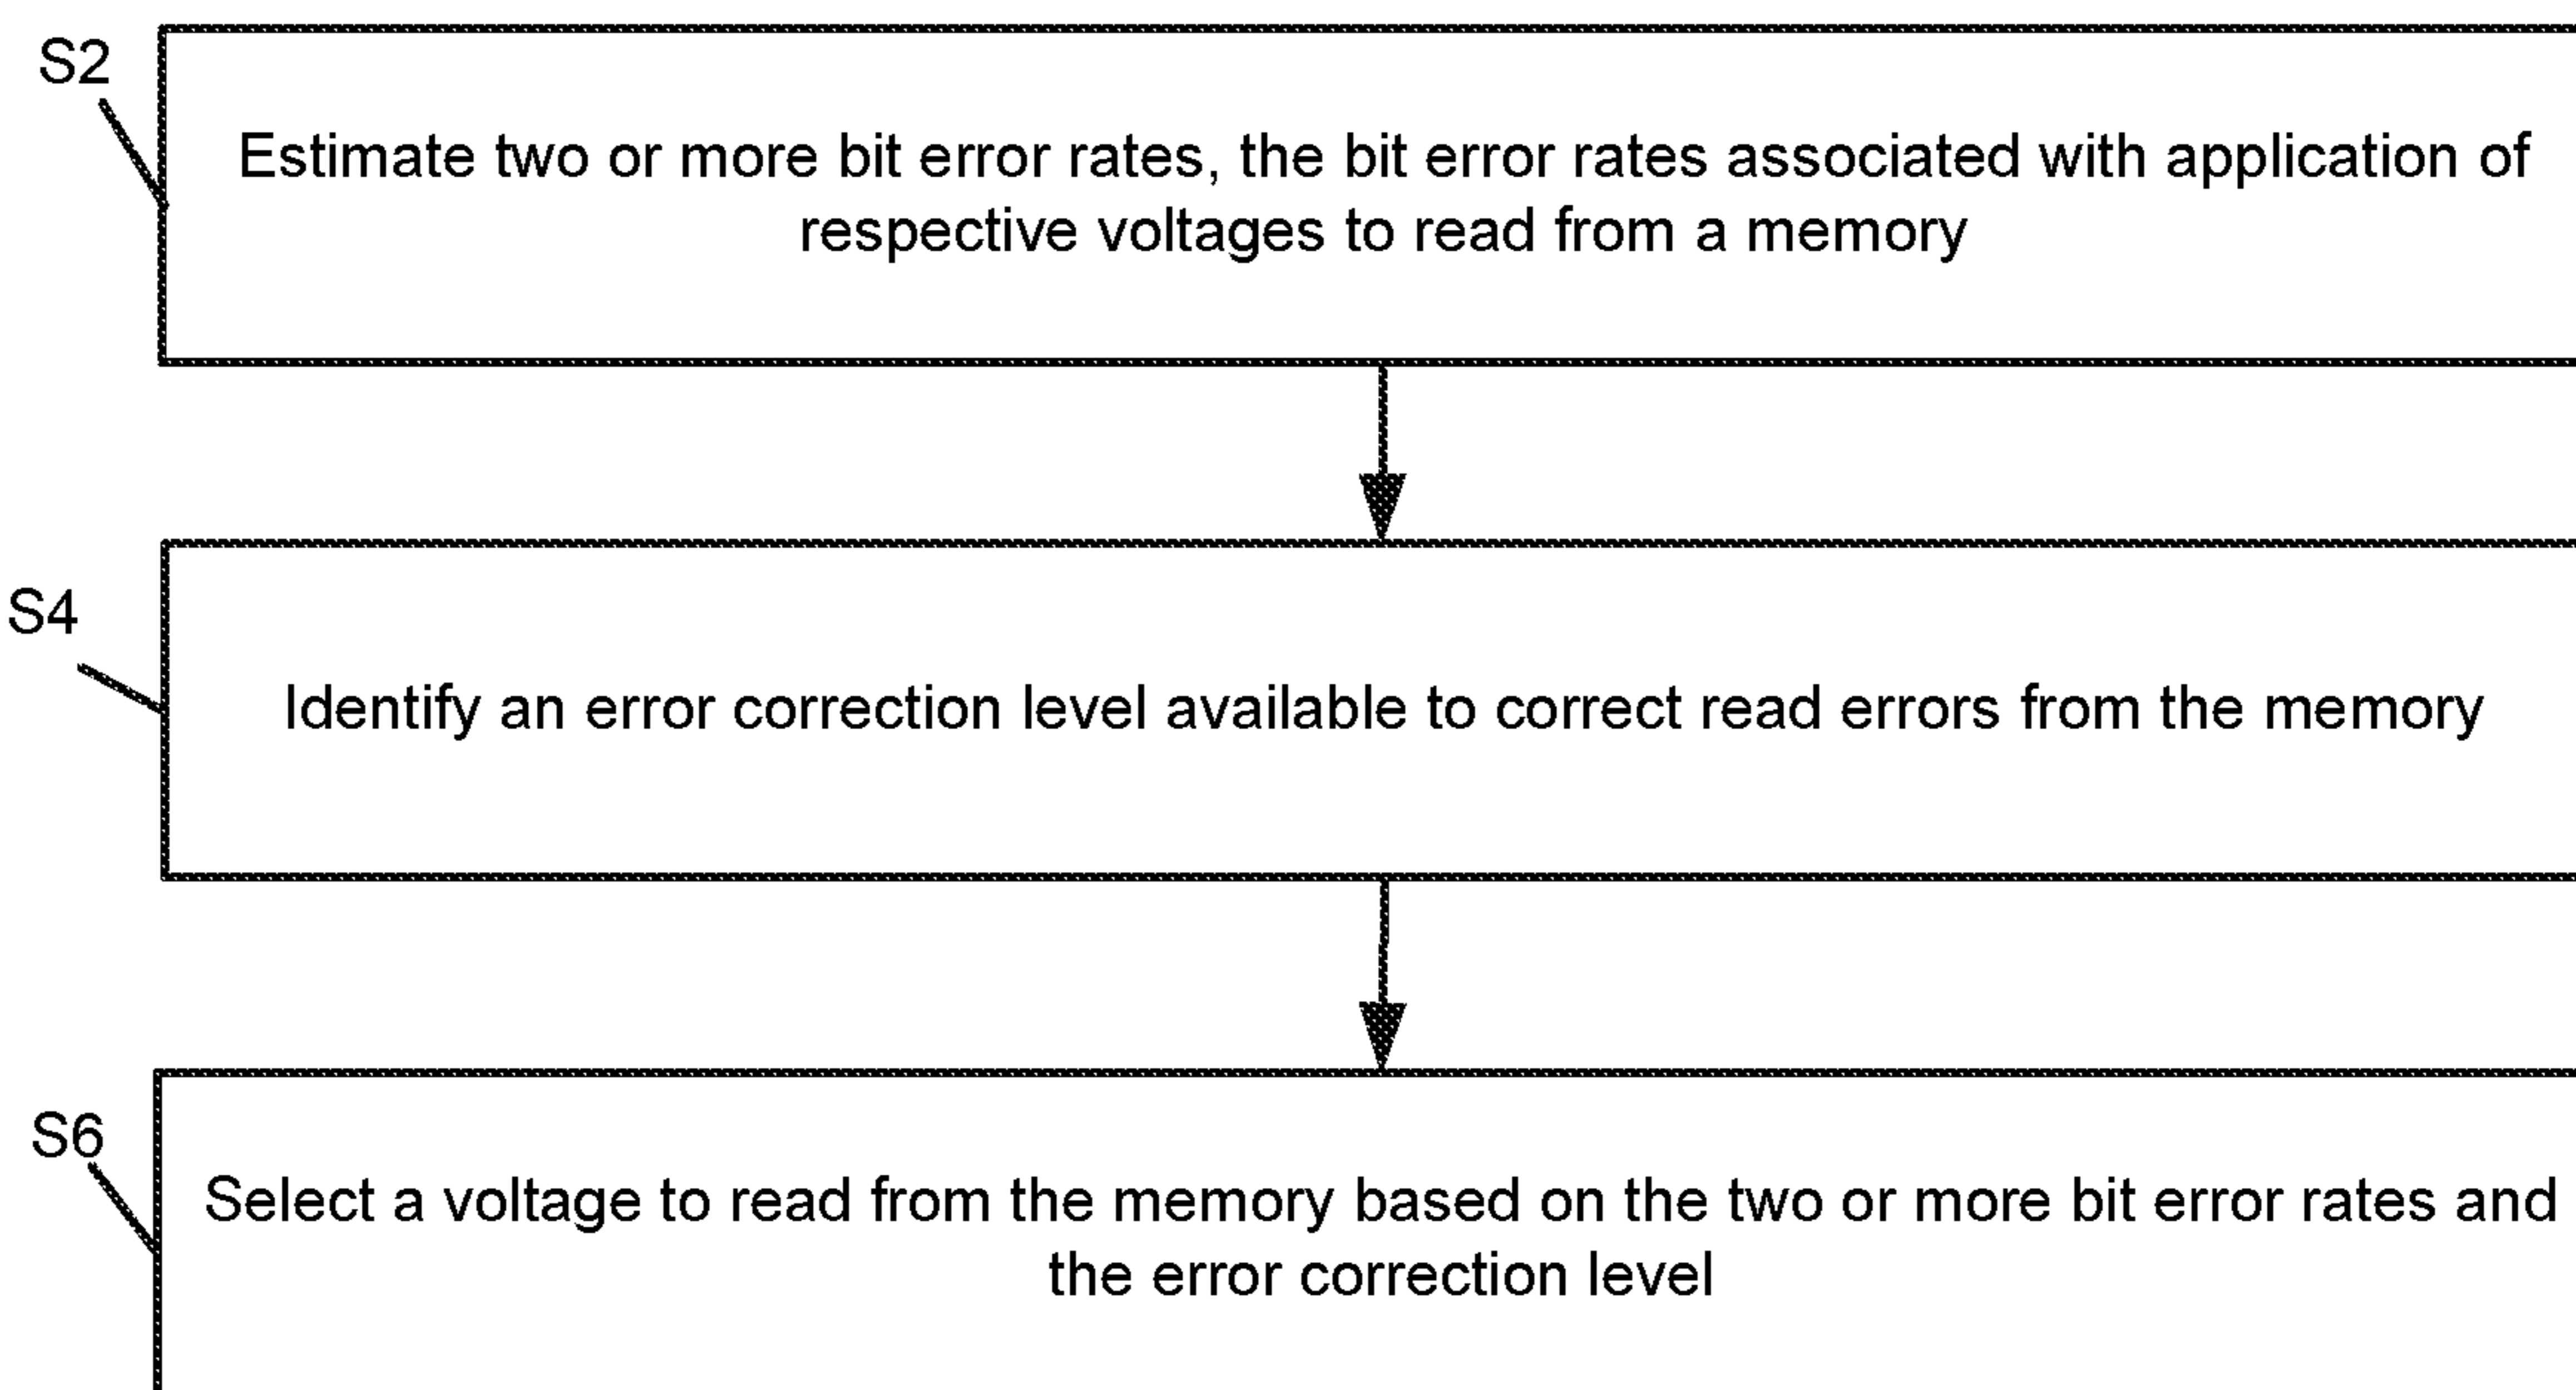 S2
Estimate two or more bit error rates, the bit error rates associated with application of
respective voltages to read from a memory
S4
Identify an error correction level available to correct read errors from the memory
S6
Select a voltage to read from the memory based on the two or more bit error rates and
the error correction level